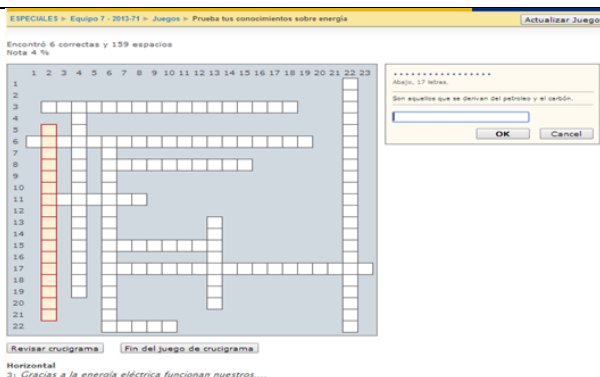 ESPECIALES ► Equipo 7 - 2013-71 ► Juegos ► Prueba tus conocimientos sobre energía
Actualizar Juego
Encontró 6 correctas y 159 espacios
Nota 4 %
1 2 3 4 5 6 7 8 9 10 11 12 13 14 15 16 17 18 19 20 21 22 23
1
2
3
4
5
6
7
8
9
10
11
12
13
14
15
16
17
18
19
20
21
22
Abajo, 17 letras.
Son aquellos que se derivan del petroleo y el carbón.
OK Cancel
Revisar crucigrama Fin del juego de crucigrama
Horizontal
3: Gracias a la energía eléctrica funcionan nuestros....